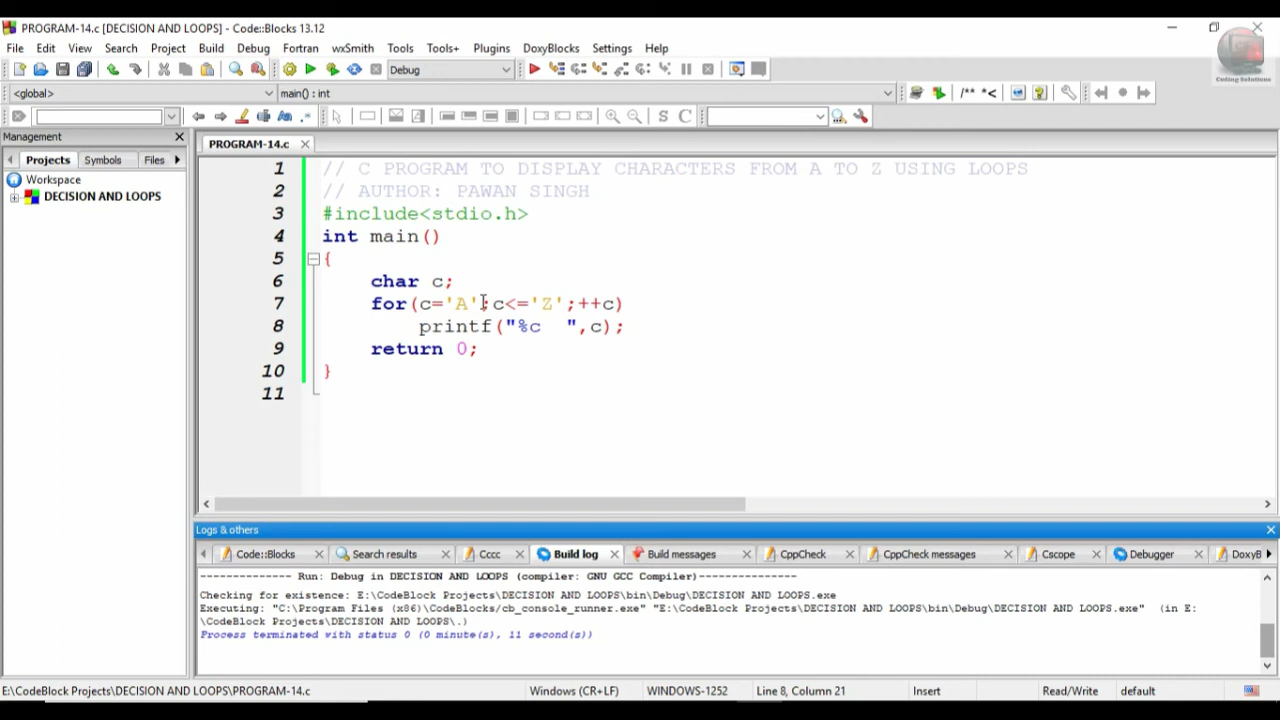 PROGRAM-14.c [DECISION AND LOOPS] - Code::Blocks 13.12
File Edit View Search Project Build Debug Fortran wxSmith Tools Tools+ Plugins DoxyBlocks Settings Help
Coding Solutions
Debug
<global> main() : int
/** *<
S C
Management
Projects Symbols Files
Workspace
DECISION AND LOOPS
PROGRAM-14.c
1 // C PROGRAM TO DISPLAY CHARACTERS FROM A TO Z USING LOOPS
2 // AUTHOR: PAWAN SINGH
3 #include<stdio.h>
4 int main()
5 {
6 char c;
7 for(c='A';c<='Z';++c)
8 printf("%c  ",c);
9 return 0;
10 }
11
Logs & others
Code::Blocks Search results Cccc Build log Build messages CppCheck CppCheck messages Cscope Debugger DoxyB
-------------- Run: Debug in DECISION AND LOOPS (compiler: GNU GCC Compiler)---------------
Checking for existence: E:\CodeBlock Projects\DECISION AND LOOPS\bin\Debug\DECISION AND LOOPS.exe
Executing: "C:\Program Files (x86)\CodeBlocks/cb_console_runner.exe" "E:\CodeBlock Projects\DECISION AND LOOPS\bin\Debug\DECISION AND LOOPS.exe"  (in E:
\CodeBlock Projects\DECISION AND LOOPS\.)
Process terminated with status 0 (0 minute(s), 11 second(s))
E:\CodeBlock Projects\DECISION AND LOOPS\PROGRAM-14.c Windows (CR+LF) WINDOWS-1252 Line 8, Column 21 Insert Read/Write default